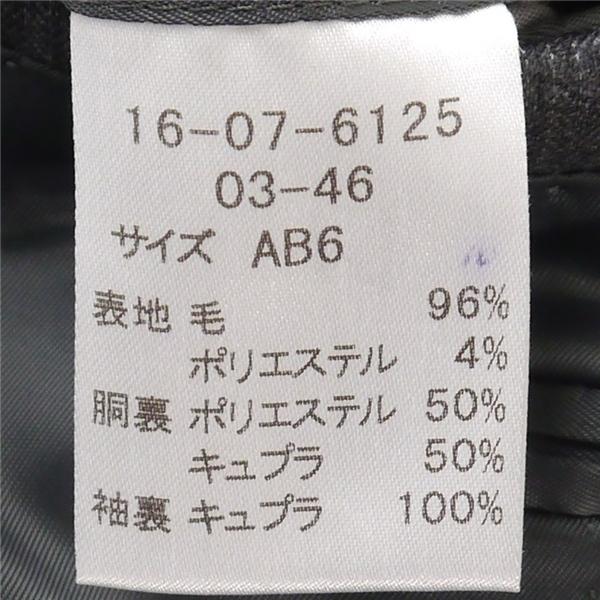 16-07-6125
03-46
サイズ AB6
表地 毛 96%
ポリエステル 4%
胴裏 ポリエステル 50%
キュプラ 50%
袖裏 キュプラ 100%